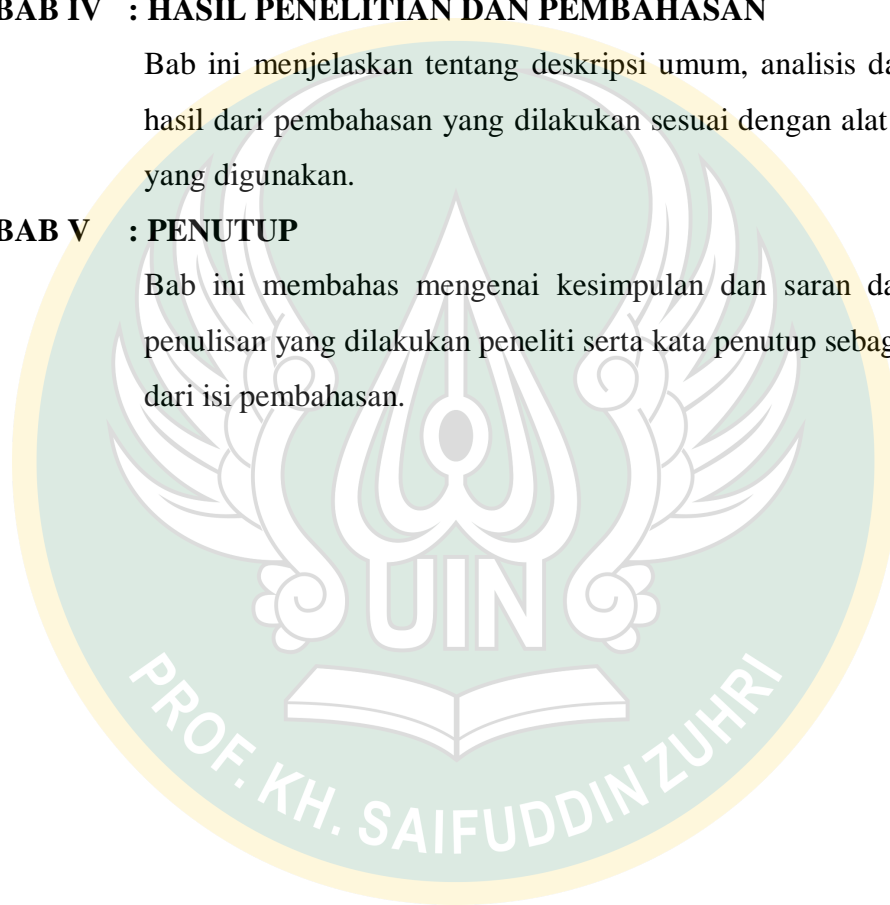 BAB IV : HASIL PENELITIAN DAN PEMBAHASAN
Bab ini menjelaskan tentang deskripsi umum, analisis da
hasil dari pembahasan yang dilakukan sesuai dengan alat
yang digunakan.
BAB V : PENUTUP
Bab ini membahas mengenai kesimpulan dan saran da
penulisan yang dilakukan peneliti serta kata penutup sebag
dari isi pembahasan.
UIN
PROF. KH. SAIFUDDIN ZUHRI